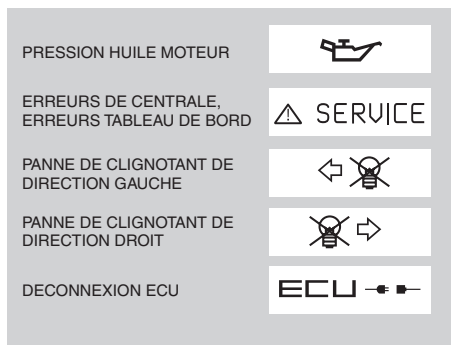 PRESSION HUILE MOTEUR
ERREURS DE CENTRALE,
ERREURS TABLEAU DE BORD
SERVICE
PANNE DE CLIGNOTANT DE
DIRECTION GAUCHE
PANNE DE CLIGNOTANT DE
DIRECTION DROIT
DECONNEXION ECU
ECU